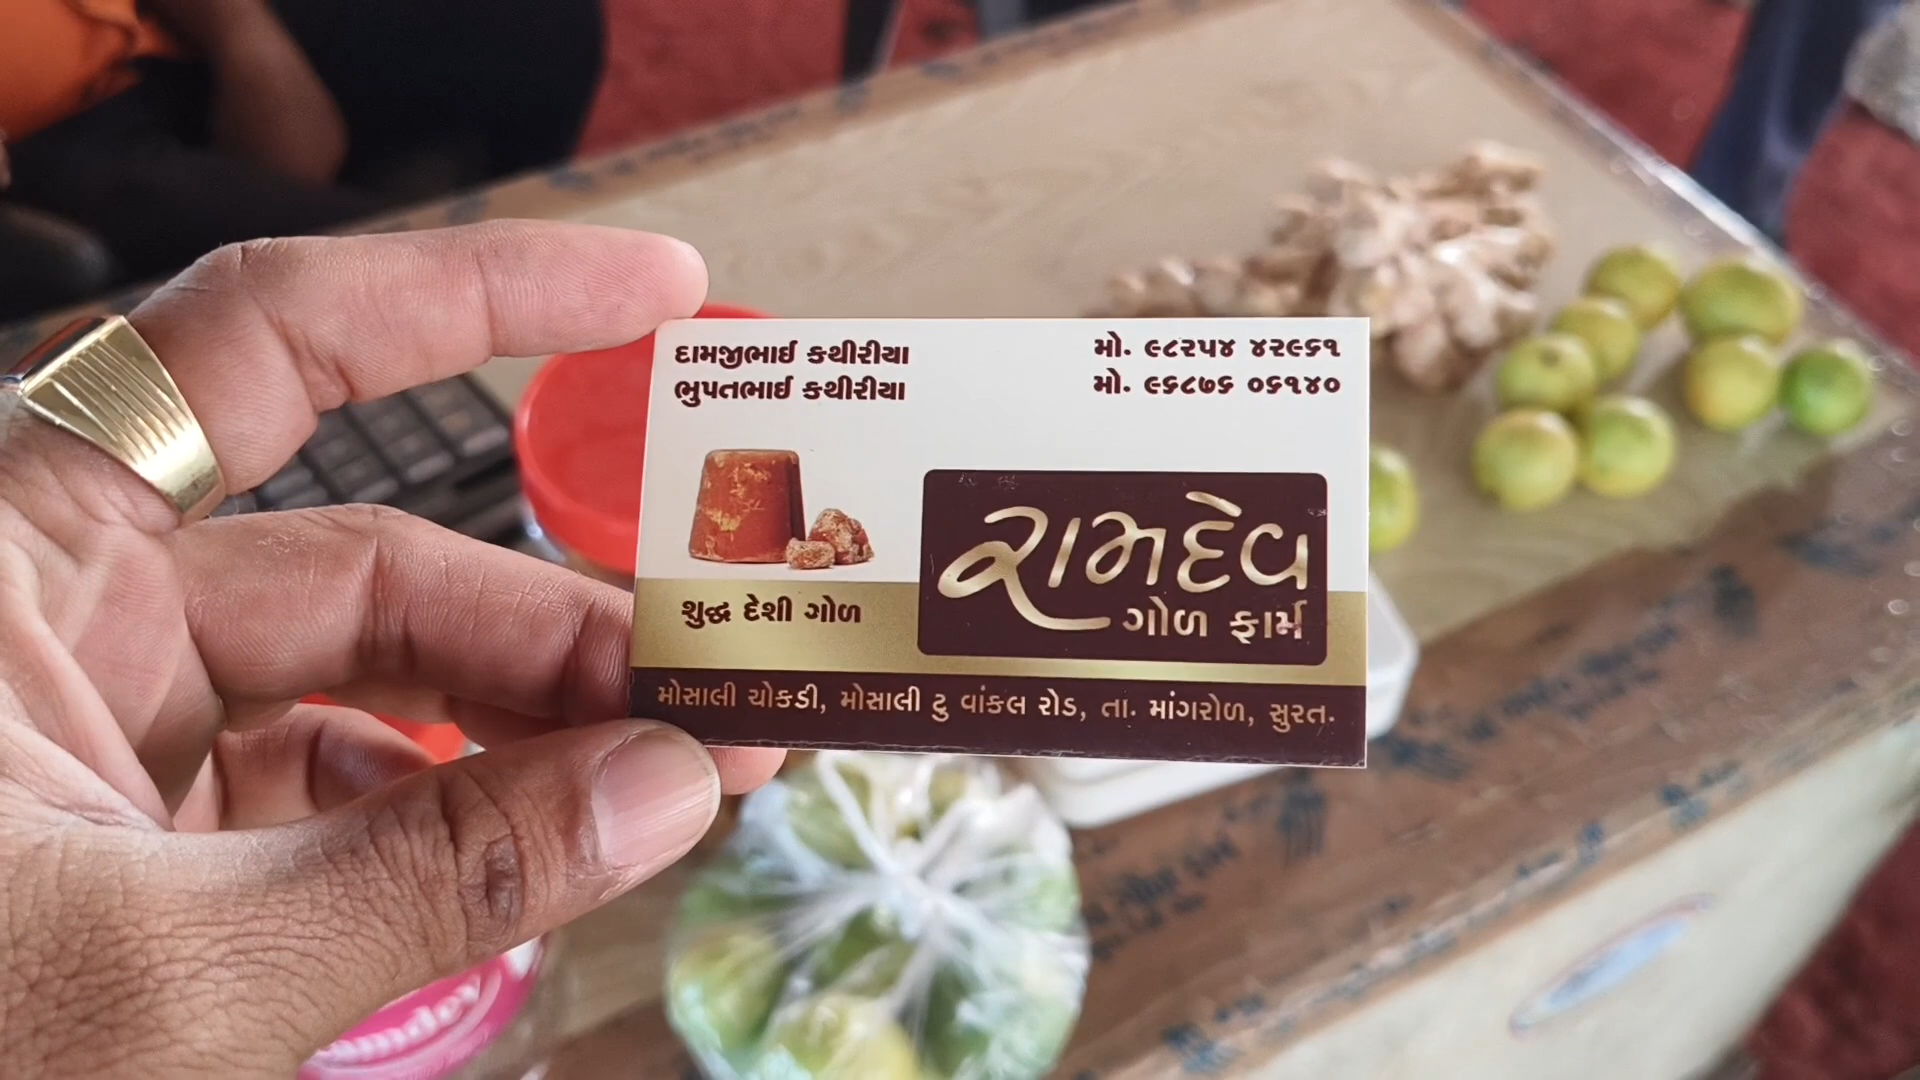 દામજીભાઈ કથીરીયા
ભુપતભાઈ કથીરીયા
મો. ૯૮૨૫૪ ૪૨૯૬૧
મો. ૯૬૮૭૬ ૦૬૧૪૦
રામદેવ
ગોળ ફાર્મ
શુદ્ધ દેશી ગોળ
મોસાલી ચોકડી, મોસાલી ટુ વાંકલ રોડ, તા. માંગરોળ, સુરત.